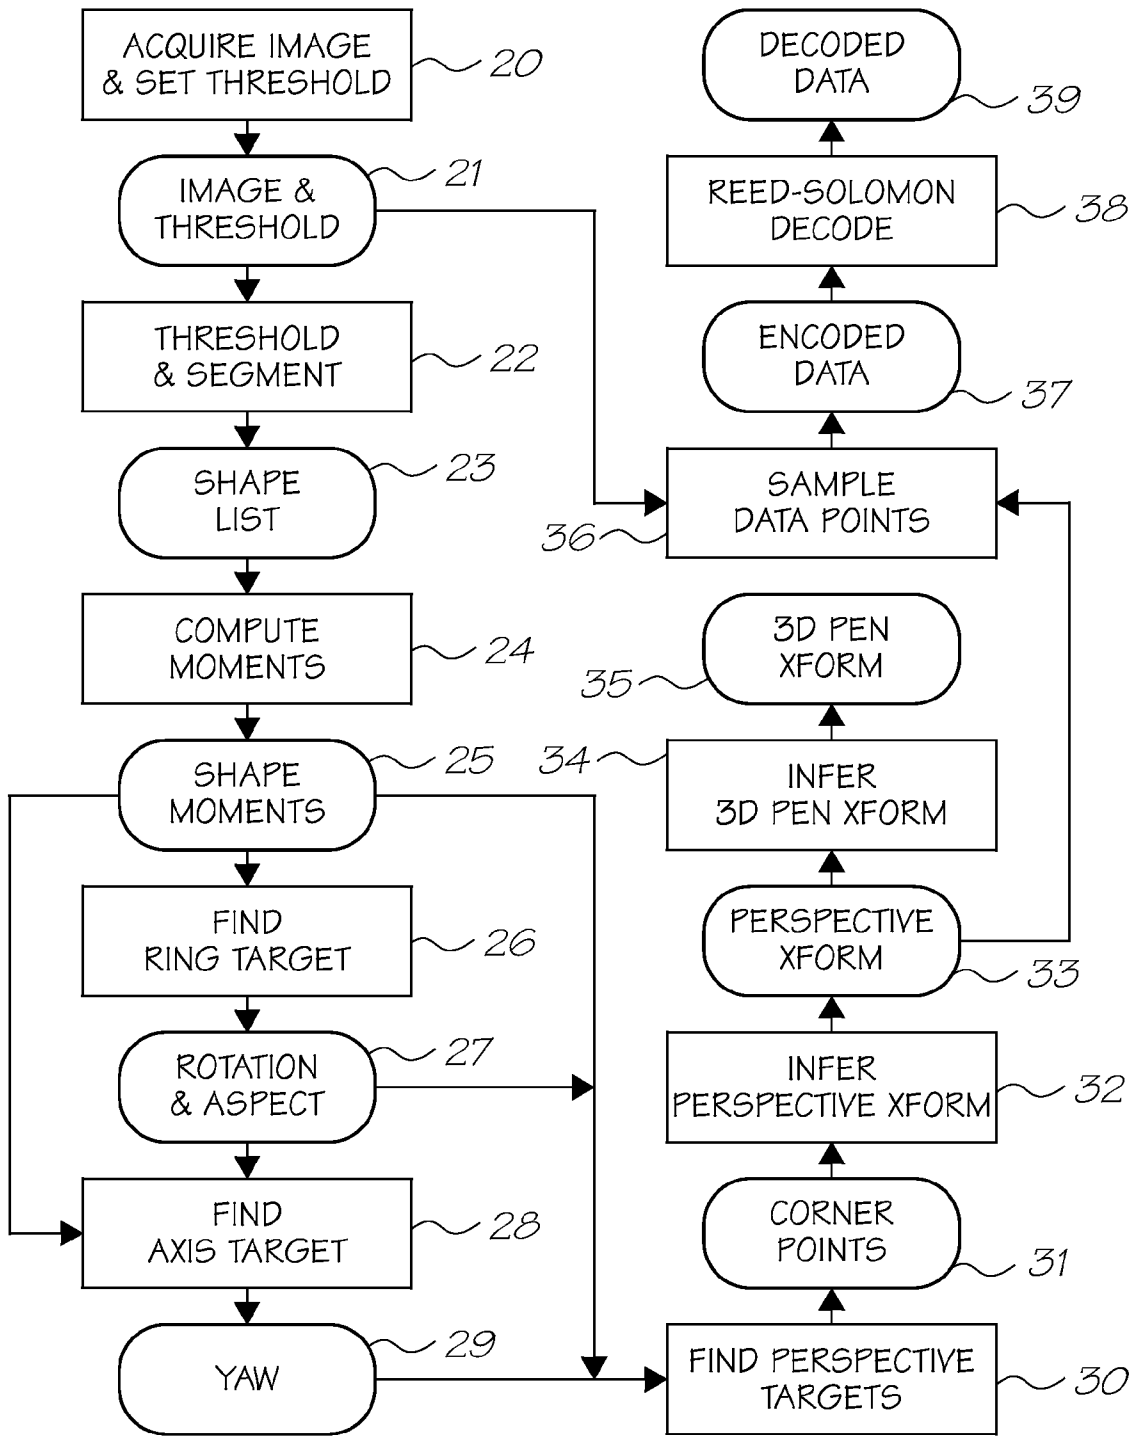 ACQUIRE IMAGE
& SET THRESHOLD
20
IMAGE &
THRESHOLD
21
THRESHOLD
& SEGMENT
22
SHAPE
LIST
23
COMPUTE
MOMENTS
24
SHAPE
MOMENTS
25
FIND
RING TARGET
26
ROTATION
& ASPECT
27
FIND
AXIS TARGET
28
YAW
29
DECODED
DATA
39
REED-SOLOMON
DECODE
38
ENCODED
DATA
37
SAMPLE
DATA POINTS
36
3D PEN
XFORM
35
INFER
3D PEN XFORM
34
PERSPECTIVE
XFORM
33
INFER
PERSPECTIVE XFORM
32
CORNER
POINTS
31
FIND PERSPECTIVE
TARGETS
30